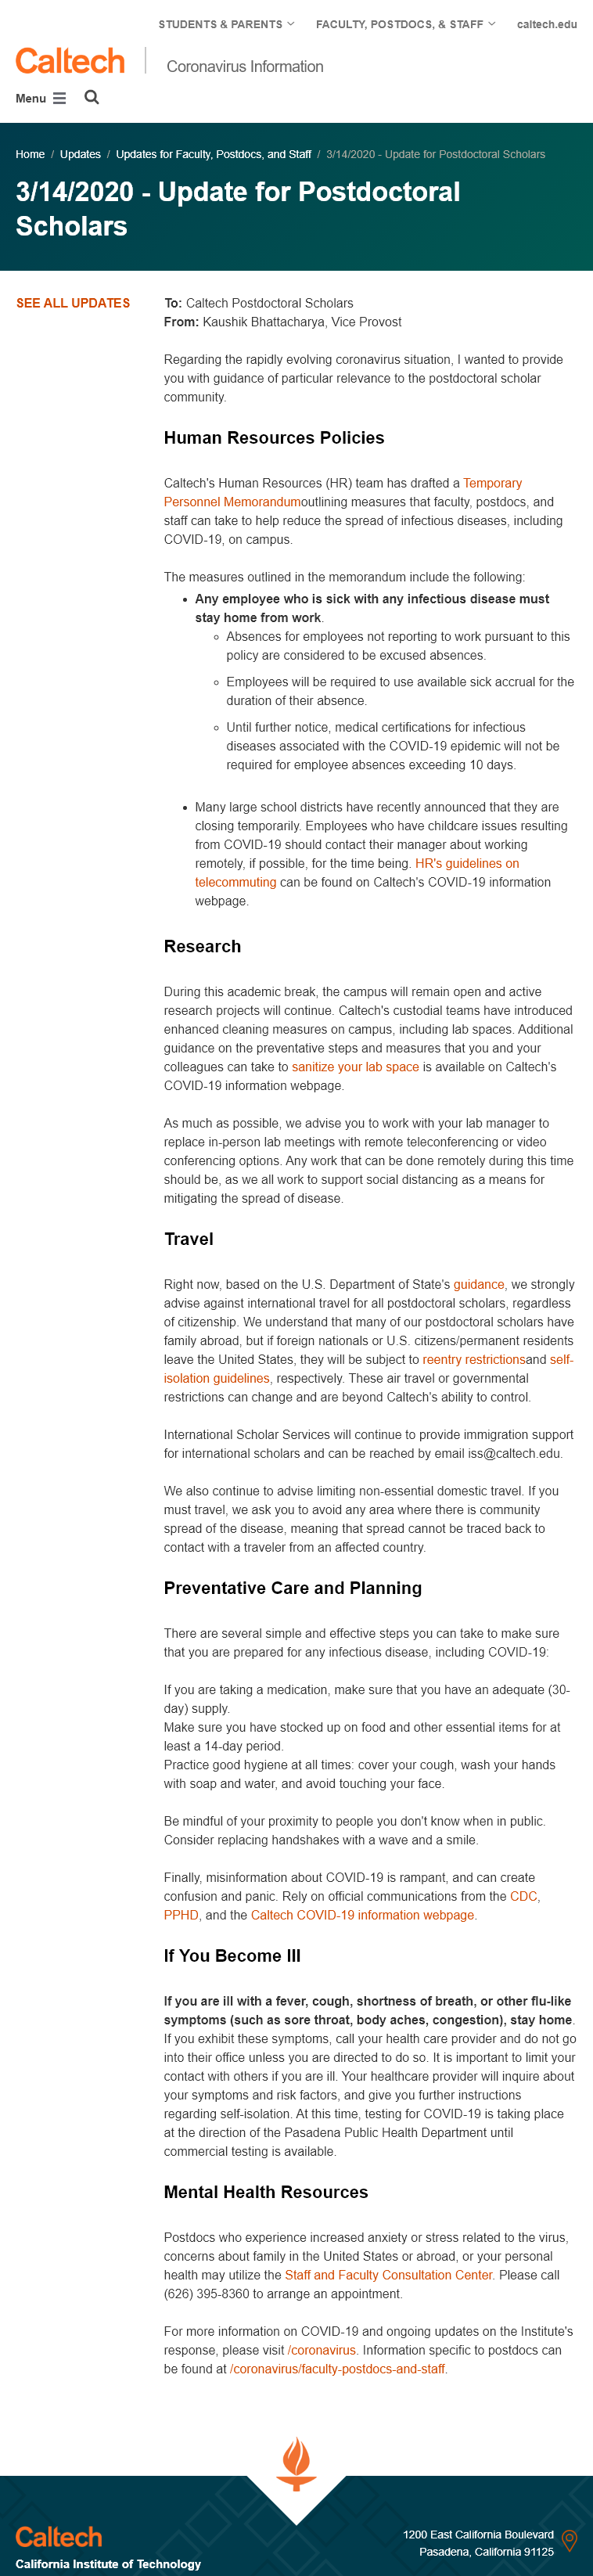 STUDENTS & PARENTS
FACULTY, POSTDOCS, & STAFF
caltech.edu
Caltech
Coronavirus Information
Menu
Home / Updates / Updates for Faculty, Postdocs, and Staff / 3/14/2020 - Update for Postdoctoral Scholars
3/14/2020 - Update for Postdoctoral
Scholars
SEE ALL UPDATES
To: Caltech Postdoctoral Scholars
From: Kaushik Bhattacharya, Vice Provost
Regarding the rapidly evolving coronavirus situation, I wanted to provide
you with guidance of particular relevance to the postdoctoral scholar
community.
Human Resources Policies
Caltech's Human Resources (HR) team has drafted a Temporary
Personnel Memorandumoutlining measures that faculty, postdocs, and
staff can take to help reduce the spread of infectious diseases, including
COVID-19, on campus.
The measures outlined in the memorandum include the following:
• Any employee who is sick with any infectious disease must
stay home from work.
◦ Absences for employees not reporting to work pursuant to this
policy are considered to be excused absences.
◦ Employees will be required to use available sick accrual for the
duration of their absence.
◦ Until further notice, medical certifications for infectious
diseases associated with the COVID-19 epidemic will not be
required for employee absences exceeding 10 days.
• Many large school districts have recently announced that they are
closing temporarily. Employees who have childcare issues resulting
from COVID-19 should contact their manager about working
remotely, if possible, for the time being. HR's guidelines on
telecommuting can be found on Caltech's COVID-19 information
webpage.
Research
During this academic break, the campus will remain open and active
research projects will continue. Caltech's custodial teams have introduced
enhanced cleaning measures on campus, including lab spaces. Additional
guidance on the preventative steps and measures that you and your
colleagues can take to sanitize your lab space is available on Caltech's
COVID-19 information webpage.
As much as possible, we advise you to work with your lab manager to
replace in-person lab meetings with remote teleconferencing or video
conferencing options. Any work that can be done remotely during this time
should be, as we all work to support social distancing as a means for
mitigating the spread of disease.
Travel
Right now, based on the U.S. Department of State's guidance, we strongly
advise against international travel for all postdoctoral scholars, regardless
of citizenship. We understand that many of our postdoctoral scholars have
family abroad, but if foreign nationals or U.S. citizens/permanent residents
leave the United States, they will be subject to reentry restrictionsand self-
isolation guidelines, respectively. These air travel or governmental
restrictions can change and are beyond Caltech's ability to control.
International Scholar Services will continue to provide immigration support
for international scholars and can be reached by email iss@caltech.edu.
We also continue to advise limiting non-essential domestic travel. If you
must travel, we ask you to avoid any area where there is community
spread of the disease, meaning that spread cannot be traced back to
contact with a traveler from an affected country.
Preventative Care and Planning
There are several simple and effective steps you can take to make sure
that you are prepared for any infectious disease, including COVID-19:
If you are taking a medication, make sure that you have an adequate (30-
day) supply.
Make sure you have stocked up on food and other essential items for at
least a 14-day period.
Practice good hygiene at all times: cover your cough, wash your hands
with soap and water, and avoid touching your face.
Be mindful of your proximity to people you don't know when in public.
Consider replacing handshakes with a wave and a smile.
Finally, misinformation about COVID-19 is rampant, and can create
confusion and panic. Rely on official communications from the CDC,
PPHD, and the Caltech COVID-19 information webpage.
If You Become Ill
If you are ill with a fever, cough, shortness of breath, or other flu-like
symptoms (such as sore throat, body aches, congestion), stay home.
If you exhibit these symptoms, call your health care provider and do not go
into their office unless you are directed to do so. It is important to limit your
contact with others if you are ill. Your healthcare provider will inquire about
your symptoms and risk factors, and give you further instructions
regarding self-isolation. At this time, testing for COVID-19 is taking place
at the direction of the Pasadena Public Health Department until
commercial testing is available.
Mental Health Resources
Postdocs who experience increased anxiety or stress related to the virus,
concerns about family in the United States or abroad, or your personal
health may utilize the Staff and Faculty Consultation Center. Please call
(626) 395-8360 to arrange an appointment.
For more information on COVID-19 and ongoing updates on the Institute's
response, please visit /coronavirus. Information specific to postdocs can
be found at /coronavirus/faculty-postdocs-and-staff.
Caltech
California Institute of Technology
1200 East California Boulevard
Pasadena, California 91125